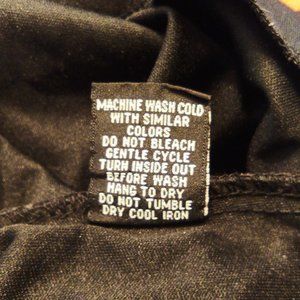 MACHINE WASH COLD
WITH SIMILAR
COLORS
DO NOT BLEACH
GENTLE CYCLE
TURN INSIDE OUT
BEFORE WASH
HANG TO DRY
DO NOT TUMBLE
DRY COOL IRON